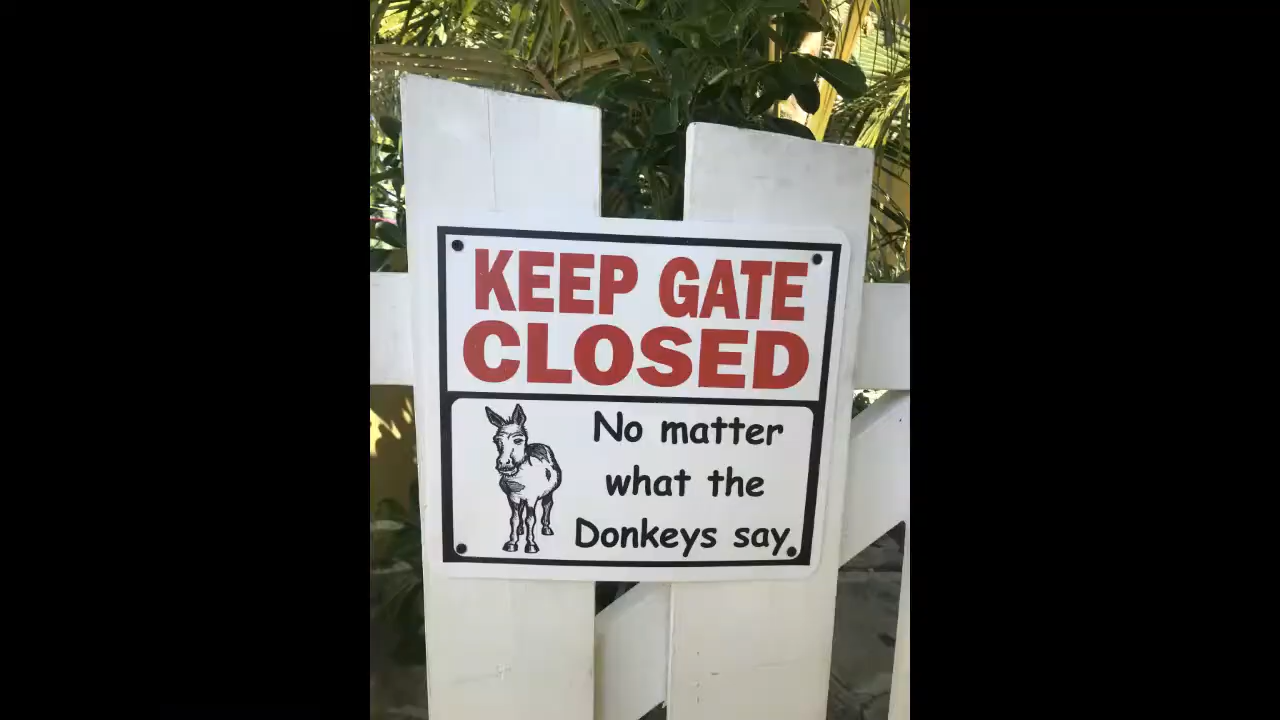 KEEP GATE
CLOSED
No matter
what the
Donkeys say